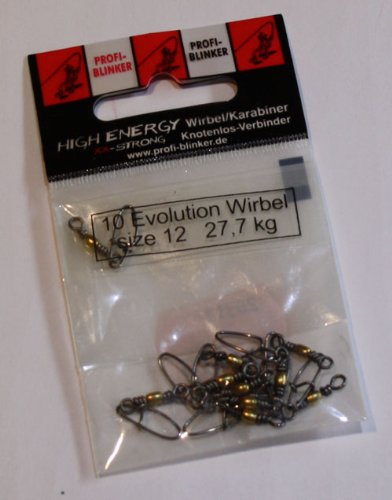 PROFI-
BLINKER
PROFI-
BLINKER
HIGH ENERGY
XX-STRONG
Wirbel/Karabiner
Knotenlos-Verbinder
www.profi-blinker.de
10 Evolution Wirbel
size 12 27,7 kg